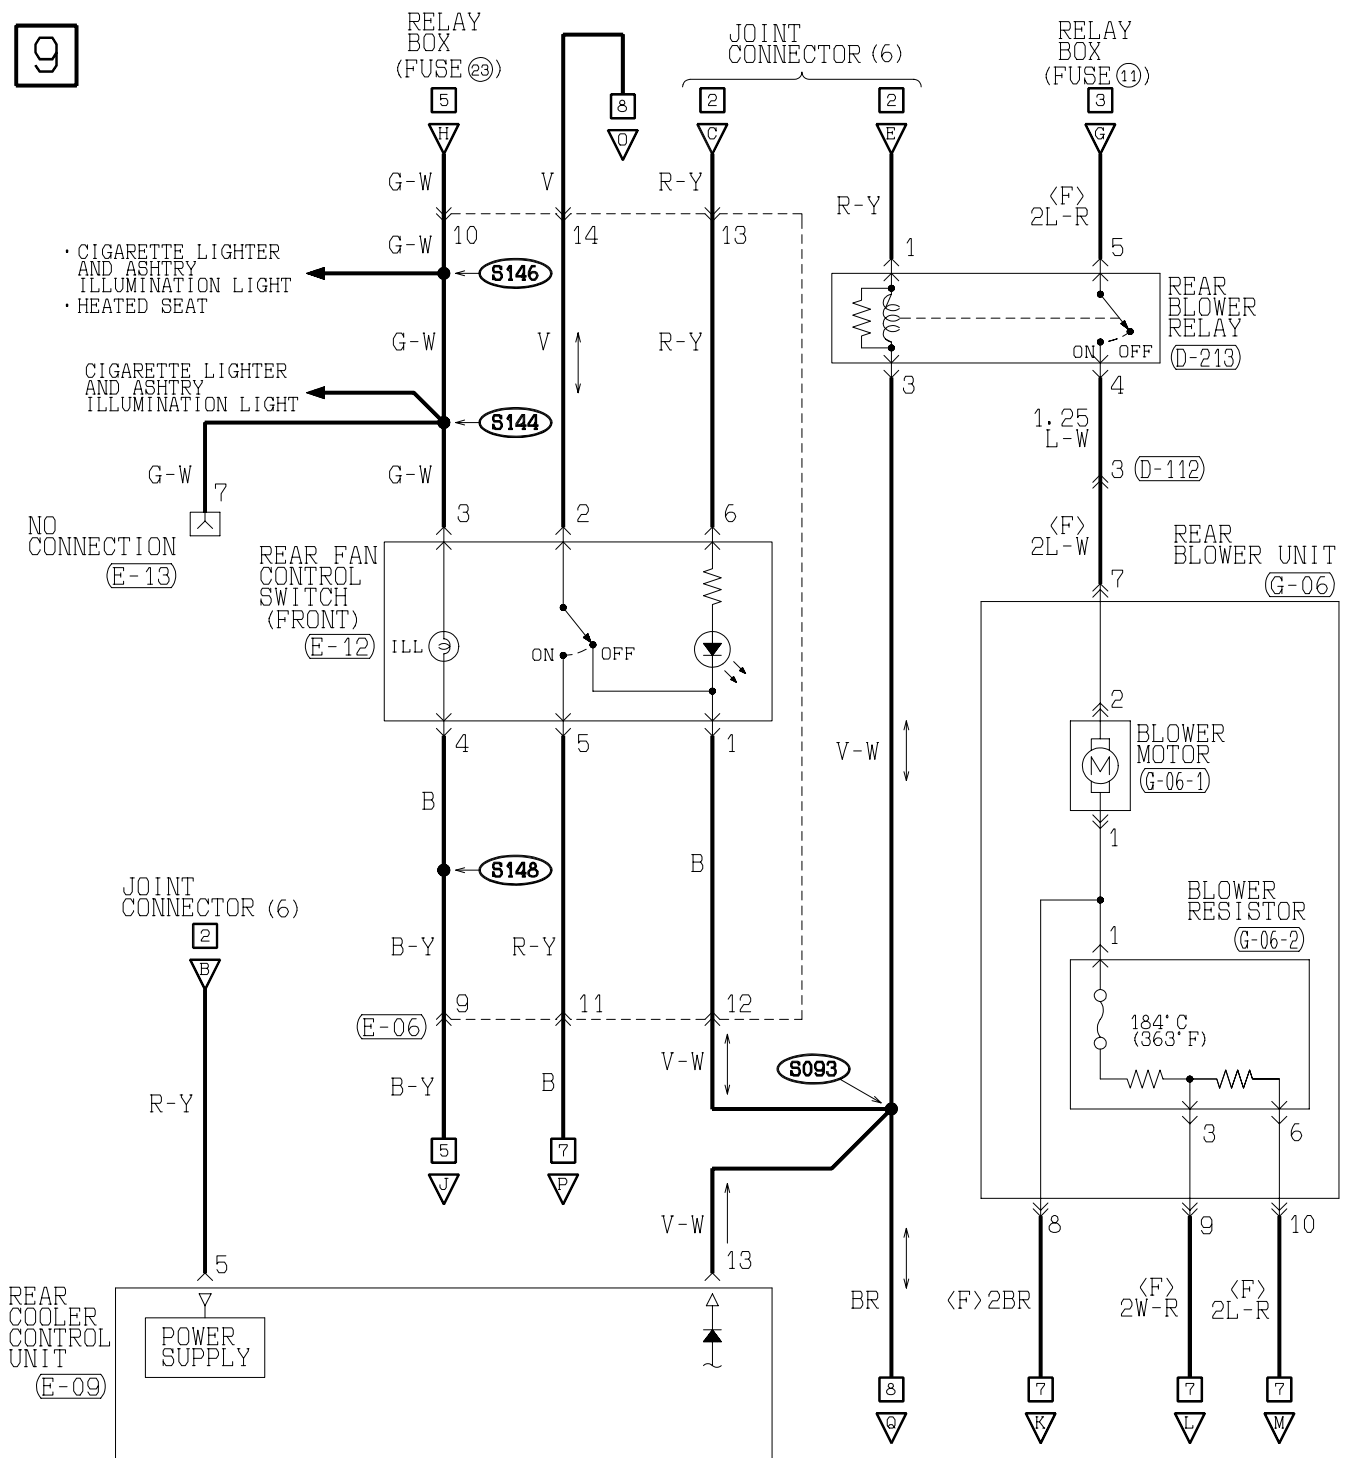 9
RELAY
BOX
(FUSE 23)
5
H
8
O
JOINT
CONNECTOR (6)
2
C
2
E
RELAY
BOX
(FUSE 11)
3
G
G-W
V
R-Y
R-Y
<F>
2L-R
10
14
13
1
5
G-W
· CIGARETTE LIGHTER
AND ASHTRY
ILLUMINATION LIGHT
· HEATED SEAT
S146
REAR
BLOWER
RELAY
D-213
ON
OFF
G-W
V
R-Y
3
4
CIGARETTE LIGHTER
AND ASHTRY
ILLUMINATION LIGHT
S144
1.25
L-W
3
D-112
G-W
7
G-W
NO
CONNECTION
E-13
3
2
6
<F>
2L-W
7
REAR
BLOWER UNIT
G-06
REAR FAN
CONTROL
SWITCH
(FRONT)
E-12
ILL
ON
OFF
4
5
1
2
BLOWER
MOTOR
G-06-1
M
1
V-W
B
S148
B
JOINT
CONNECTOR (6)
2
B
B-Y
R-Y
BLOWER
RESISTOR
G-06-2
1
9
11
12
E-06
184°C
(363°F)
V-W
S093
B-Y
B
R-Y
3
6
5
J
7
P
V-W
13
5
8
9
10
REAR
COOLER
CONTROL
UNIT
E-09
POWER
SUPPLY
BR
<F>2BR
<F>
2W-R
<F>
2L-R
8
Q
7
K
7
L
7
M